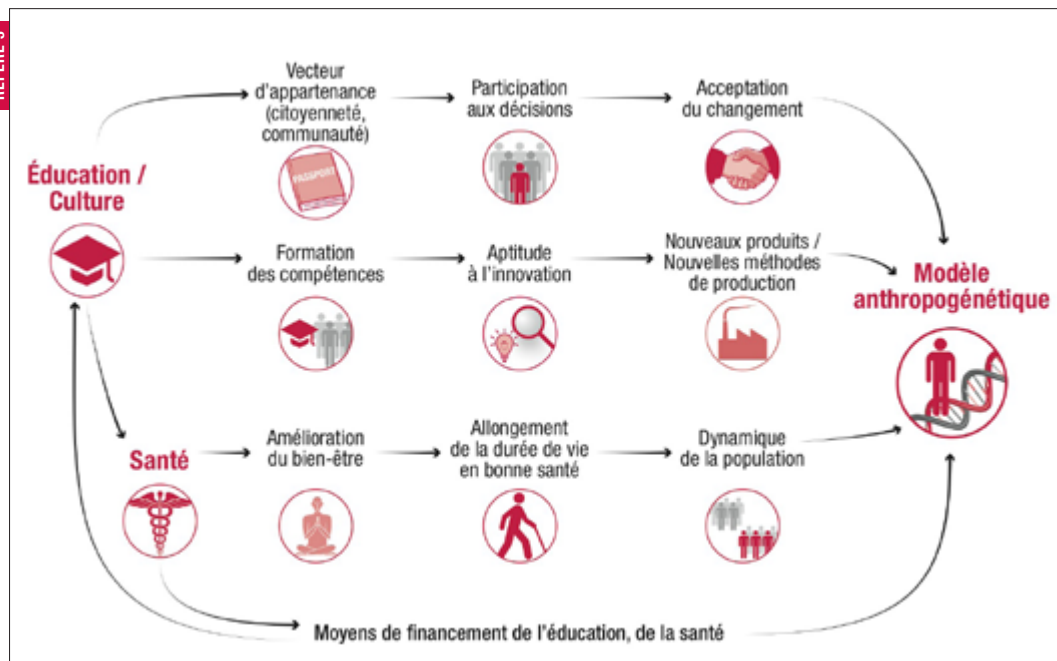 Vecteur
d'appartenance
(citoyenneté,
communauté)
PASSPORT
Participation
aux décisions
Acceptation
du changement
Éducation /
Culture
Formation
des compétences
Aptitude
à l'innovation
Nouveaux produits /
Nouvelles méthodes
de production
Modèle
anthropogénétique
Santé
Amélioration
du bien-être
Allongement
de la durée de vie
en bonne santé
Dynamique
de la population
Moyens de financement de l'éducation, de la santé